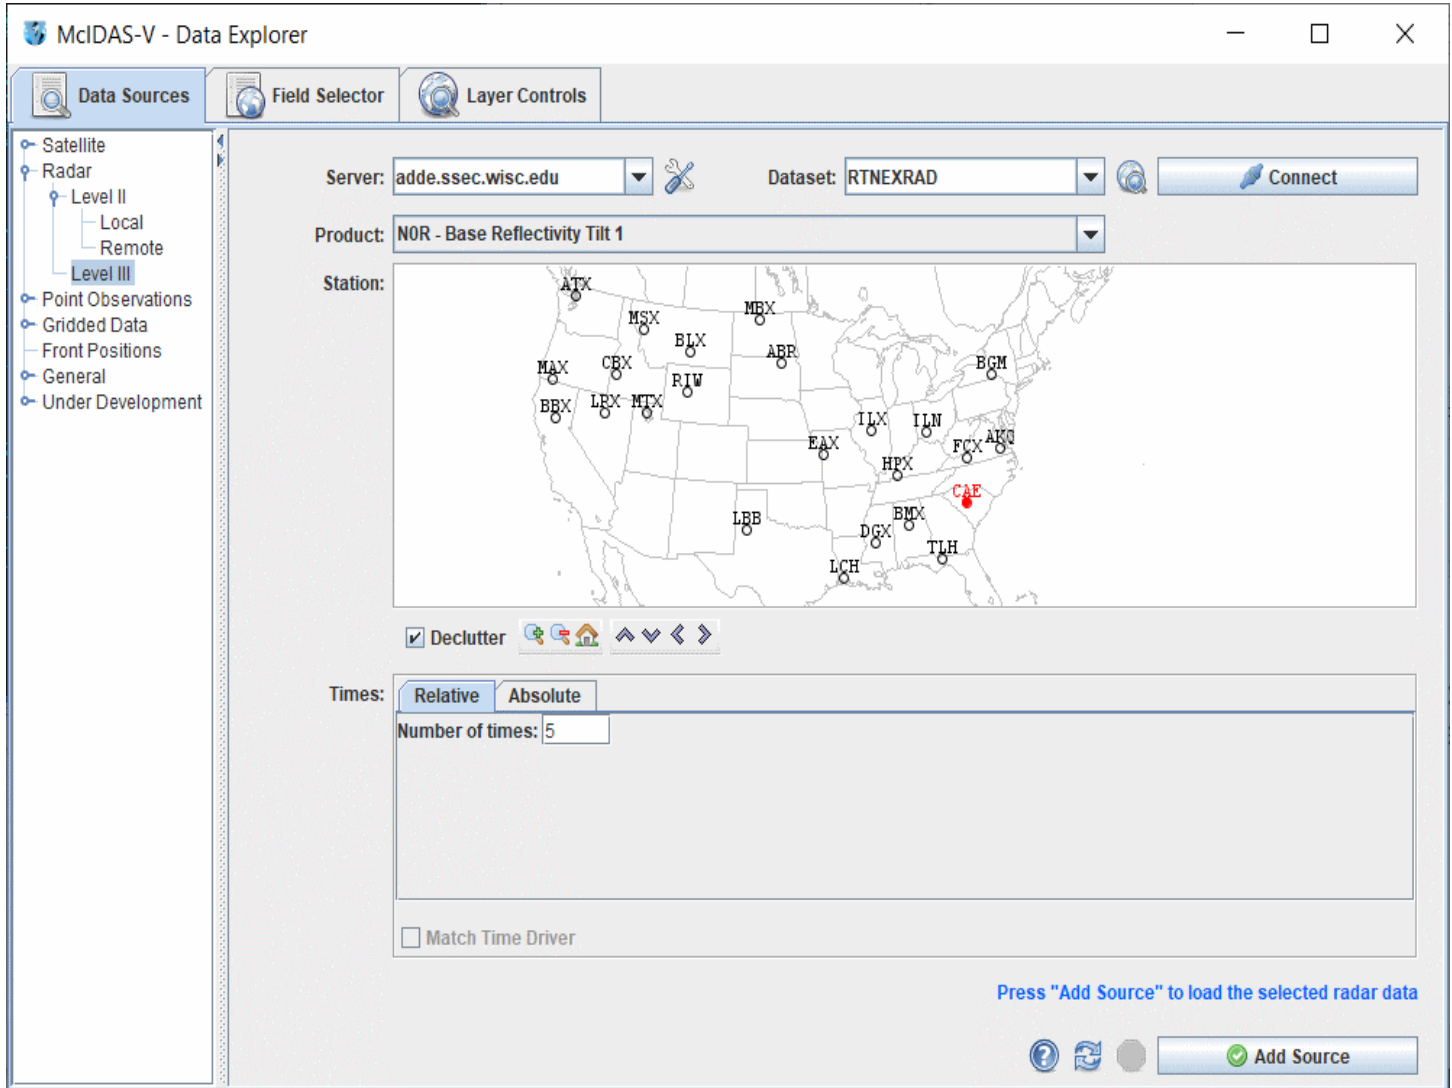 McIDAS-V - Data Explorer
Data Sources
Field Selector
Layer Controls
Satellite
Radar
Level II
Local
Remote
Level III
Point Observations
Gridded Data
Front Positions
General
Under Development
Server: adde.ssec.wisc.edu
Dataset: RTNEXRAD
Connect
Product: N0R - Base Reflectivity Tilt 1
Station:
ATX
MSX
MBX
BLX
ABR
MAX
CBX
RIW
BGM
BBX
LRX
MTX
ILX
ILN
EAX
FCX
AKQ
HPX
CAE
LBB
BMX
DGX
TLH
LCH
Declutter
Times:
Relative
Absolute
Number of times: 5
Match Time Driver
Press "Add Source" to load the selected radar data
Add Source